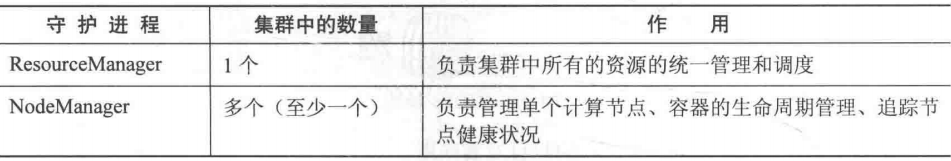 守护进程 集群中的数量 作用
ResourceManager 1个 负责集群中所有的资源的统一管理和调度
NodeManager 多个（至少一个） 负责管理单个计算节点、容器的生命周期管理、追踪节
点健康状况